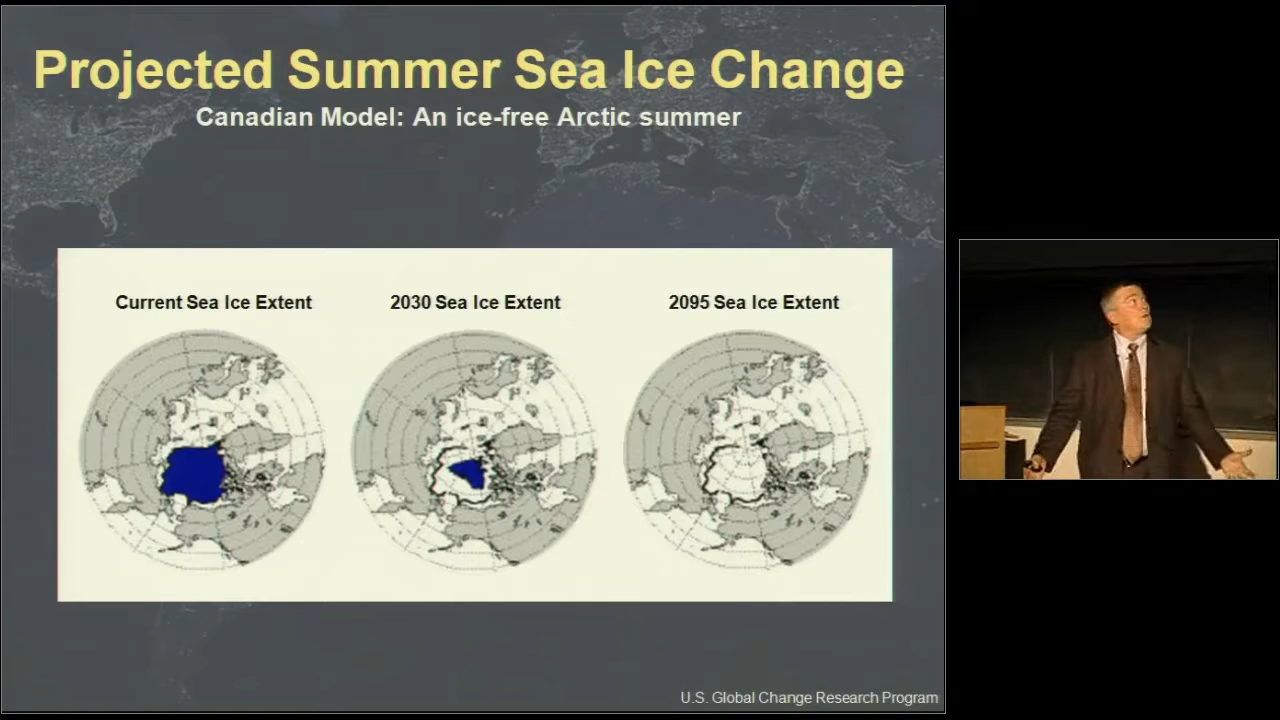 Projected Summer Sea Ice Change
Canadian Model: An ice-free Arctic summer
Current Sea Ice Extent
2030 Sea Ice Extent
2095 Sea Ice Extent
U.S. Global Change Research Program